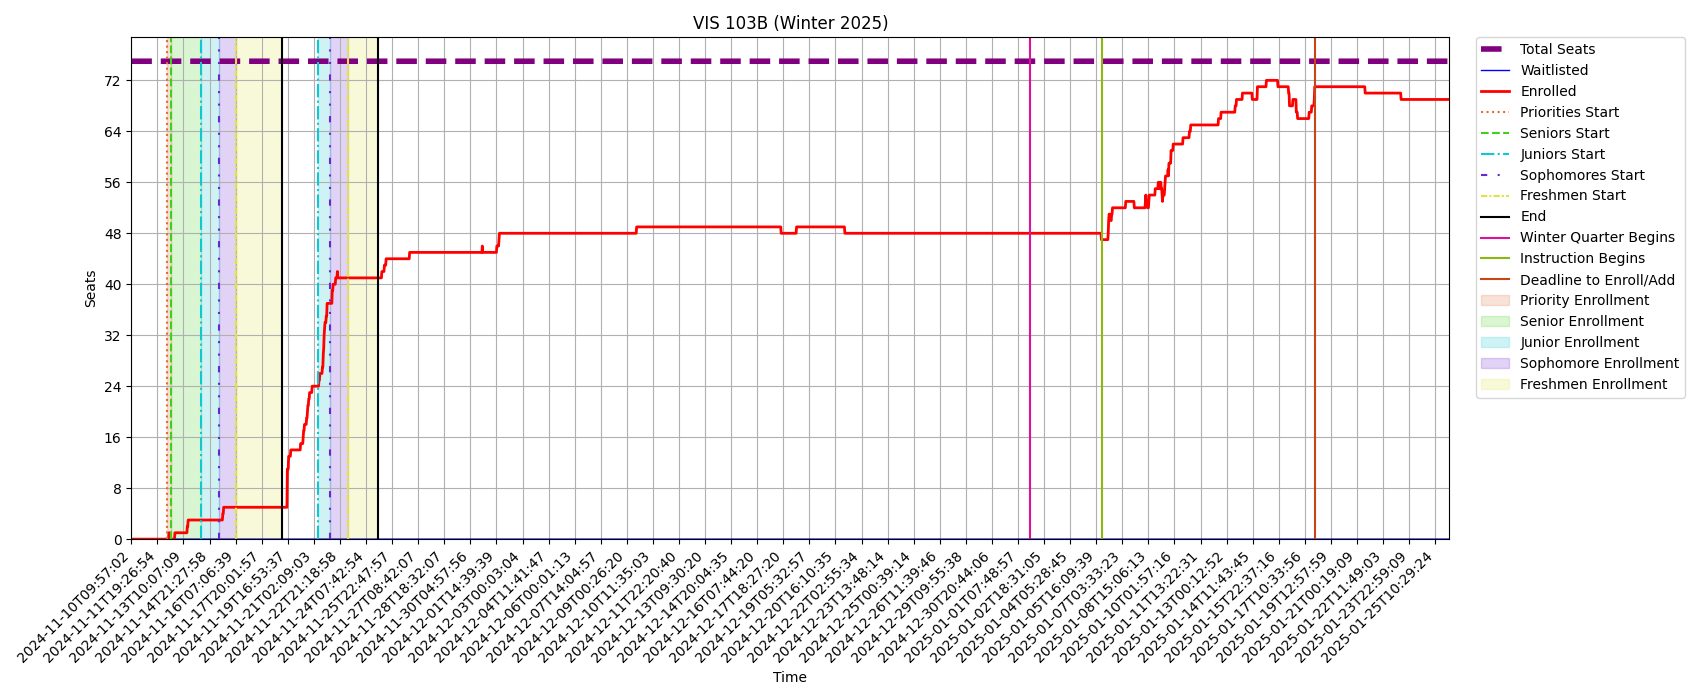 VIS 103B (Winter 2025)
Seats
72
64
56
48
40
32
24
16
8
0
2024-11-10T09:57:02
2024-11-11T19:26:54
2024-11-13T10:07:09
2024-11-14T21:27:58
2024-11-16T07:06:39
2024-11-17T20:01:57
2024-11-19T16:53:37
2024-11-21T02:09:03
2024-11-22T21:18:58
2024-11-24T07:42:54
2024-11-25T22:47:57
2024-11-27T08:42:07
2024-11-28T18:32:07
2024-11-30T04:57:56
2024-12-01T14:39:39
2024-12-03T00:03:04
2024-12-04T11:41:47
2024-12-06T00:01:13
2024-12-07T14:04:57
2024-12-09T00:26:20
2024-12-10T11:35:03
2024-12-11T22:20:40
2024-12-13T09:30:20
2024-12-14T20:04:35
2024-12-16T07:44:20
2024-12-17T18:27:20
2024-12-19T05:32:57
2024-12-20T16:10:35
2024-12-22T02:55:34
2024-12-23T13:48:14
2024-12-25T00:39:14
2024-12-26T11:39:46
2024-12-29T09:55:38
2024-12-30T20:44:06
2025-01-01T07:48:57
2025-01-02T18:31:05
2025-01-04T05:28:45
2025-01-05T16:09:39
2025-01-07T03:33:23
2025-01-08T15:06:13
2025-01-10T01:57:16
2025-01-11T13:22:31
2025-01-13T00:12:52
2025-01-14T11:43:45
2025-01-15T22:37:16
2025-01-17T10:33:56
2025-01-19T12:57:59
2025-01-21T00:19:09
2025-01-22T11:49:03
2025-01-23T22:59:09
2025-01-25T10:29:24
Time
Total Seats
Waitlisted
Enrolled
Priorities Start
Seniors Start
Juniors Start
Sophomores Start
Freshmen Start
End
Winter Quarter Begins
Instruction Begins
Deadline to Enroll/Add
Priority Enrollment
Senior Enrollment
Junior Enrollment
Sophomore Enrollment
Freshmen Enrollment